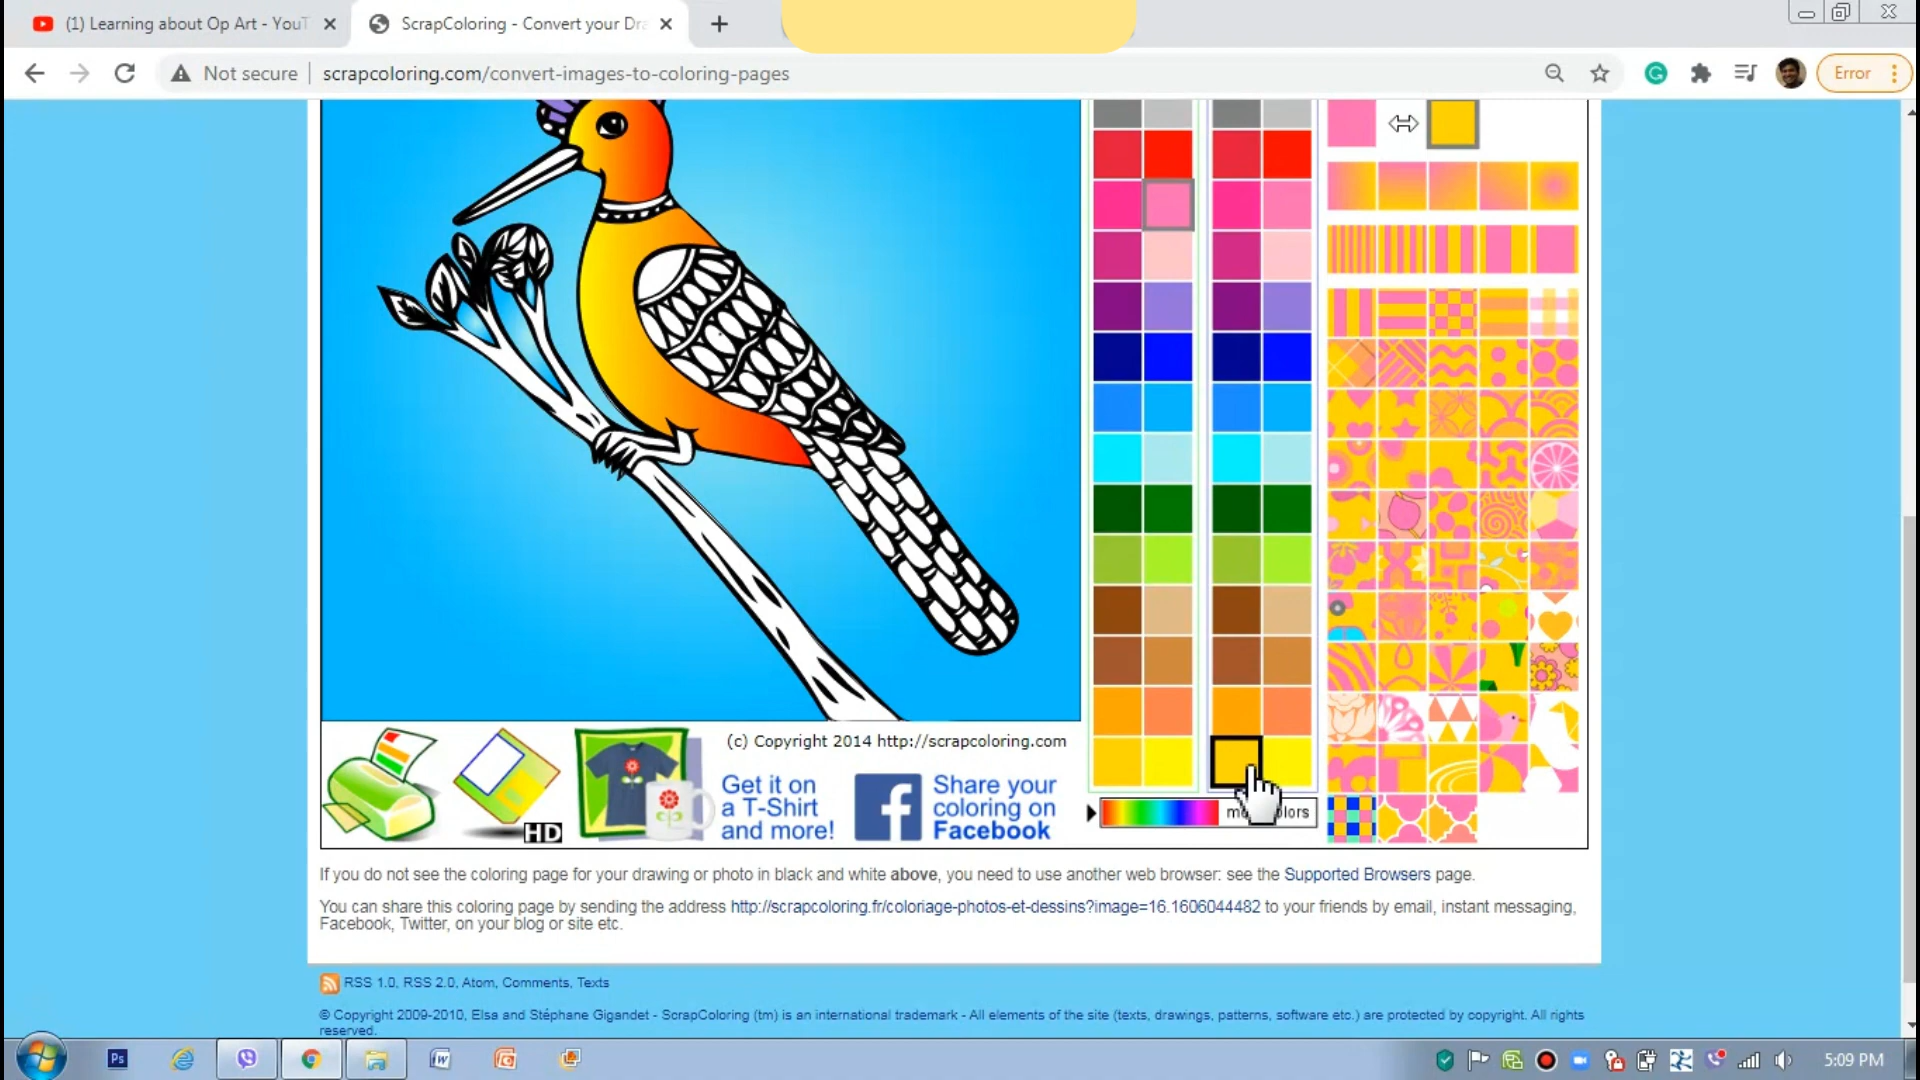 (1) Learning about Op Art - YouT
ScrapColoring - Convert your Dra
Not secure
scrapcoloring.com/convert-images-to-coloring-pages
Error
(c) Copyright 2014 http://scrapcoloring.com
HD
Get it on
a T-Shirt
and more!
Share your
coloring on
Facebook
If you do not see the coloring page for your drawing or photo in black and white above, you need to use another web browser: see the Supported Browsers page.
You can share this coloring page by sending the address http://scrapcoloring.fr/coloriage-photos-et-dessins?image=16.1606044482 to your friends by email, instant messaging,
Facebook, Twitter, on your blog or site etc.
RSS 1.0, RSS 2.0, Atom, Comments, Texts
© Copyright 2009-2010, Elsa and Stéphane Gigandet - ScrapColoring (tm) is an international trademark - All elements of the site (texts, drawings, patterns, software etc.) are protected by copyright. All rights
reserved.
Ps
5:09 PM